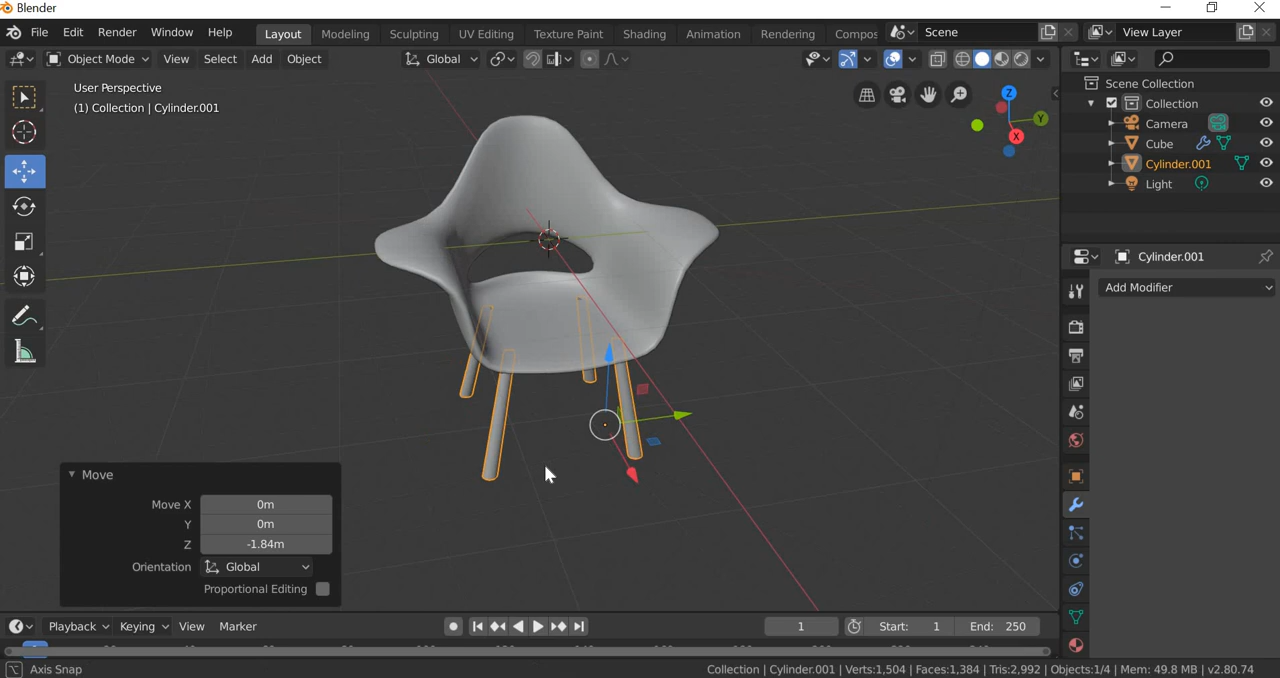 Blender
File Edit Render Window Help
Layout Modeling Sculpting UV Editing Texture Paint Shading Animation Rendering Compos
Scene
View Layer
Object Mode View Select Add Object
Global
User Perspective
(1) Collection | Cylinder.001
Z
Y
X
Scene Collection
Collection
Camera
Cube
Cylinder.001
Light
Cylinder.001
Add Modifier
Move
Move X 0m
Y 0m
Z -1.84m
Orientation Global
Proportional Editing
Playback Keying View Marker
1
Start: 1 End: 250
Axis Snap
Collection | Cylinder.001 | Verts:1,504 | Faces:1,384 | Tris:2,992 | Objects:1/4 | Mem: 49.8 MB | v2.80.74